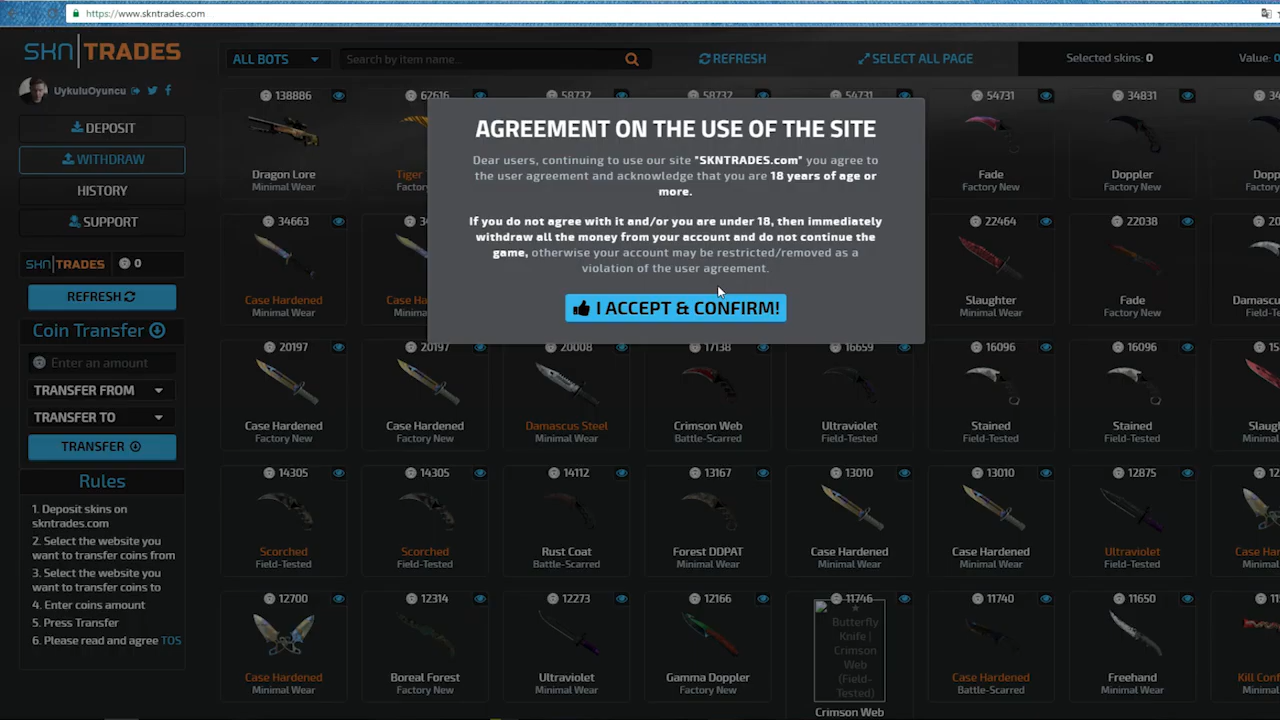 https://www.skntrades.com
SKN|TRADES
UykuluOyuncu
DEPOSIT
WITHDRAW
HISTORY
SUPPORT
SKN|TRADES 0
REFRESH
Coin Transfer
Enter an amount
TRANSFER FROM
TRANSFER TO
TRANSFER
Rules
1. Deposit skins on
skntrades.com
2. Select the website you
want to transfer coins from
3. Select the website you
want to transfer coins to
4. Enter coins amount
5. Press Transfer
6. Please read and agree TOS
ALL BOTS
Search by item name..
REFRESH
SELECT ALL PAGE
Selected skins: 0
Value:
AGREEMENT ON THE USE OF THE SITE
Dear users, continuing to use our site "SKNTRADES.com" you agree to
the user agreement and acknowledge that you are 18 years of age or
more.
If you do not agree with it and/or you are under 18, then immediately
withdraw all the money from your account and do not continue the
game, otherwise your account may be restricted/removed as a
violation of the user agreement.
I ACCEPT & CONFIRM!
138886 62616 58732 58732 54731 54731 34831
Dragon Lore Tiger Fade Doppler
Minimal Wear Factory New Factory New
34663 22464 22038
Case Hardened Slaughter Fade
Minimal Wear Minimal Wear Factory New
20197 20197 20008 17138 16659 16096 16096
Case Hardened Case Hardened Damascus Steel Crimson Web Ultraviolet Stained Stained
Factory New Factory New Minimal Wear Battle-Scarred Field-Tested Field-Tested Field-Tested
14305 14305 14112 13167 13010 13010 12875
Scorched Scorched Rust Coat Forest DDPAT Case Hardened Case Hardened Ultraviolet
Field-Tested Field-Tested Battle-Scarred Minimal Wear Minimal Wear Minimal Wear Field-Tested
12700 12314 12273 12166 11746 11740 11650
★
Butterfly
Knife |
Crimson
Web
(Field-
Tested)
Case Hardened Boreal Forest Ultraviolet Gamma Doppler Crimson Web Case Hardened Freehand
Minimal Wear Factory New Minimal Wear Factory New Battle-Scarred Minimal Wear